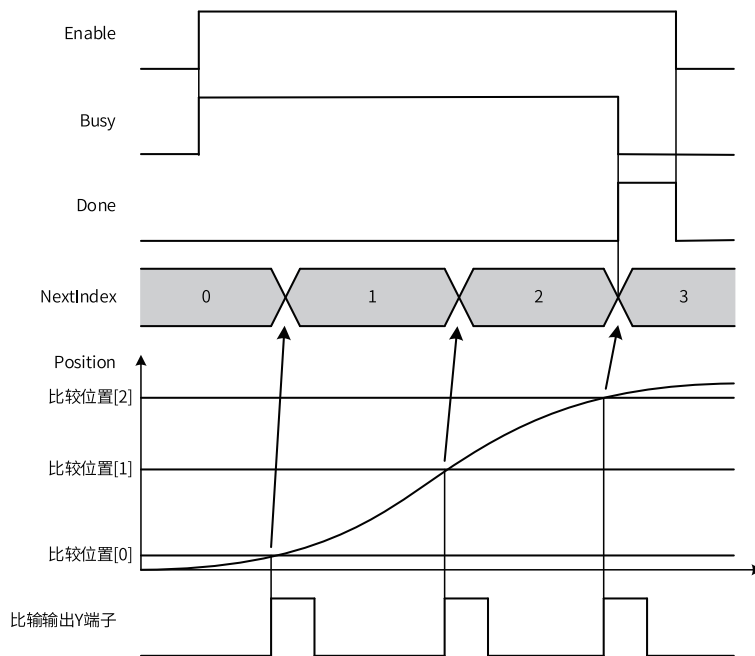 Enable
Busy
Done
NextIndex 0 1 2 3
Position
比较位置[2]
比较位置[1]
比较位置[0]
比输输出Y端子